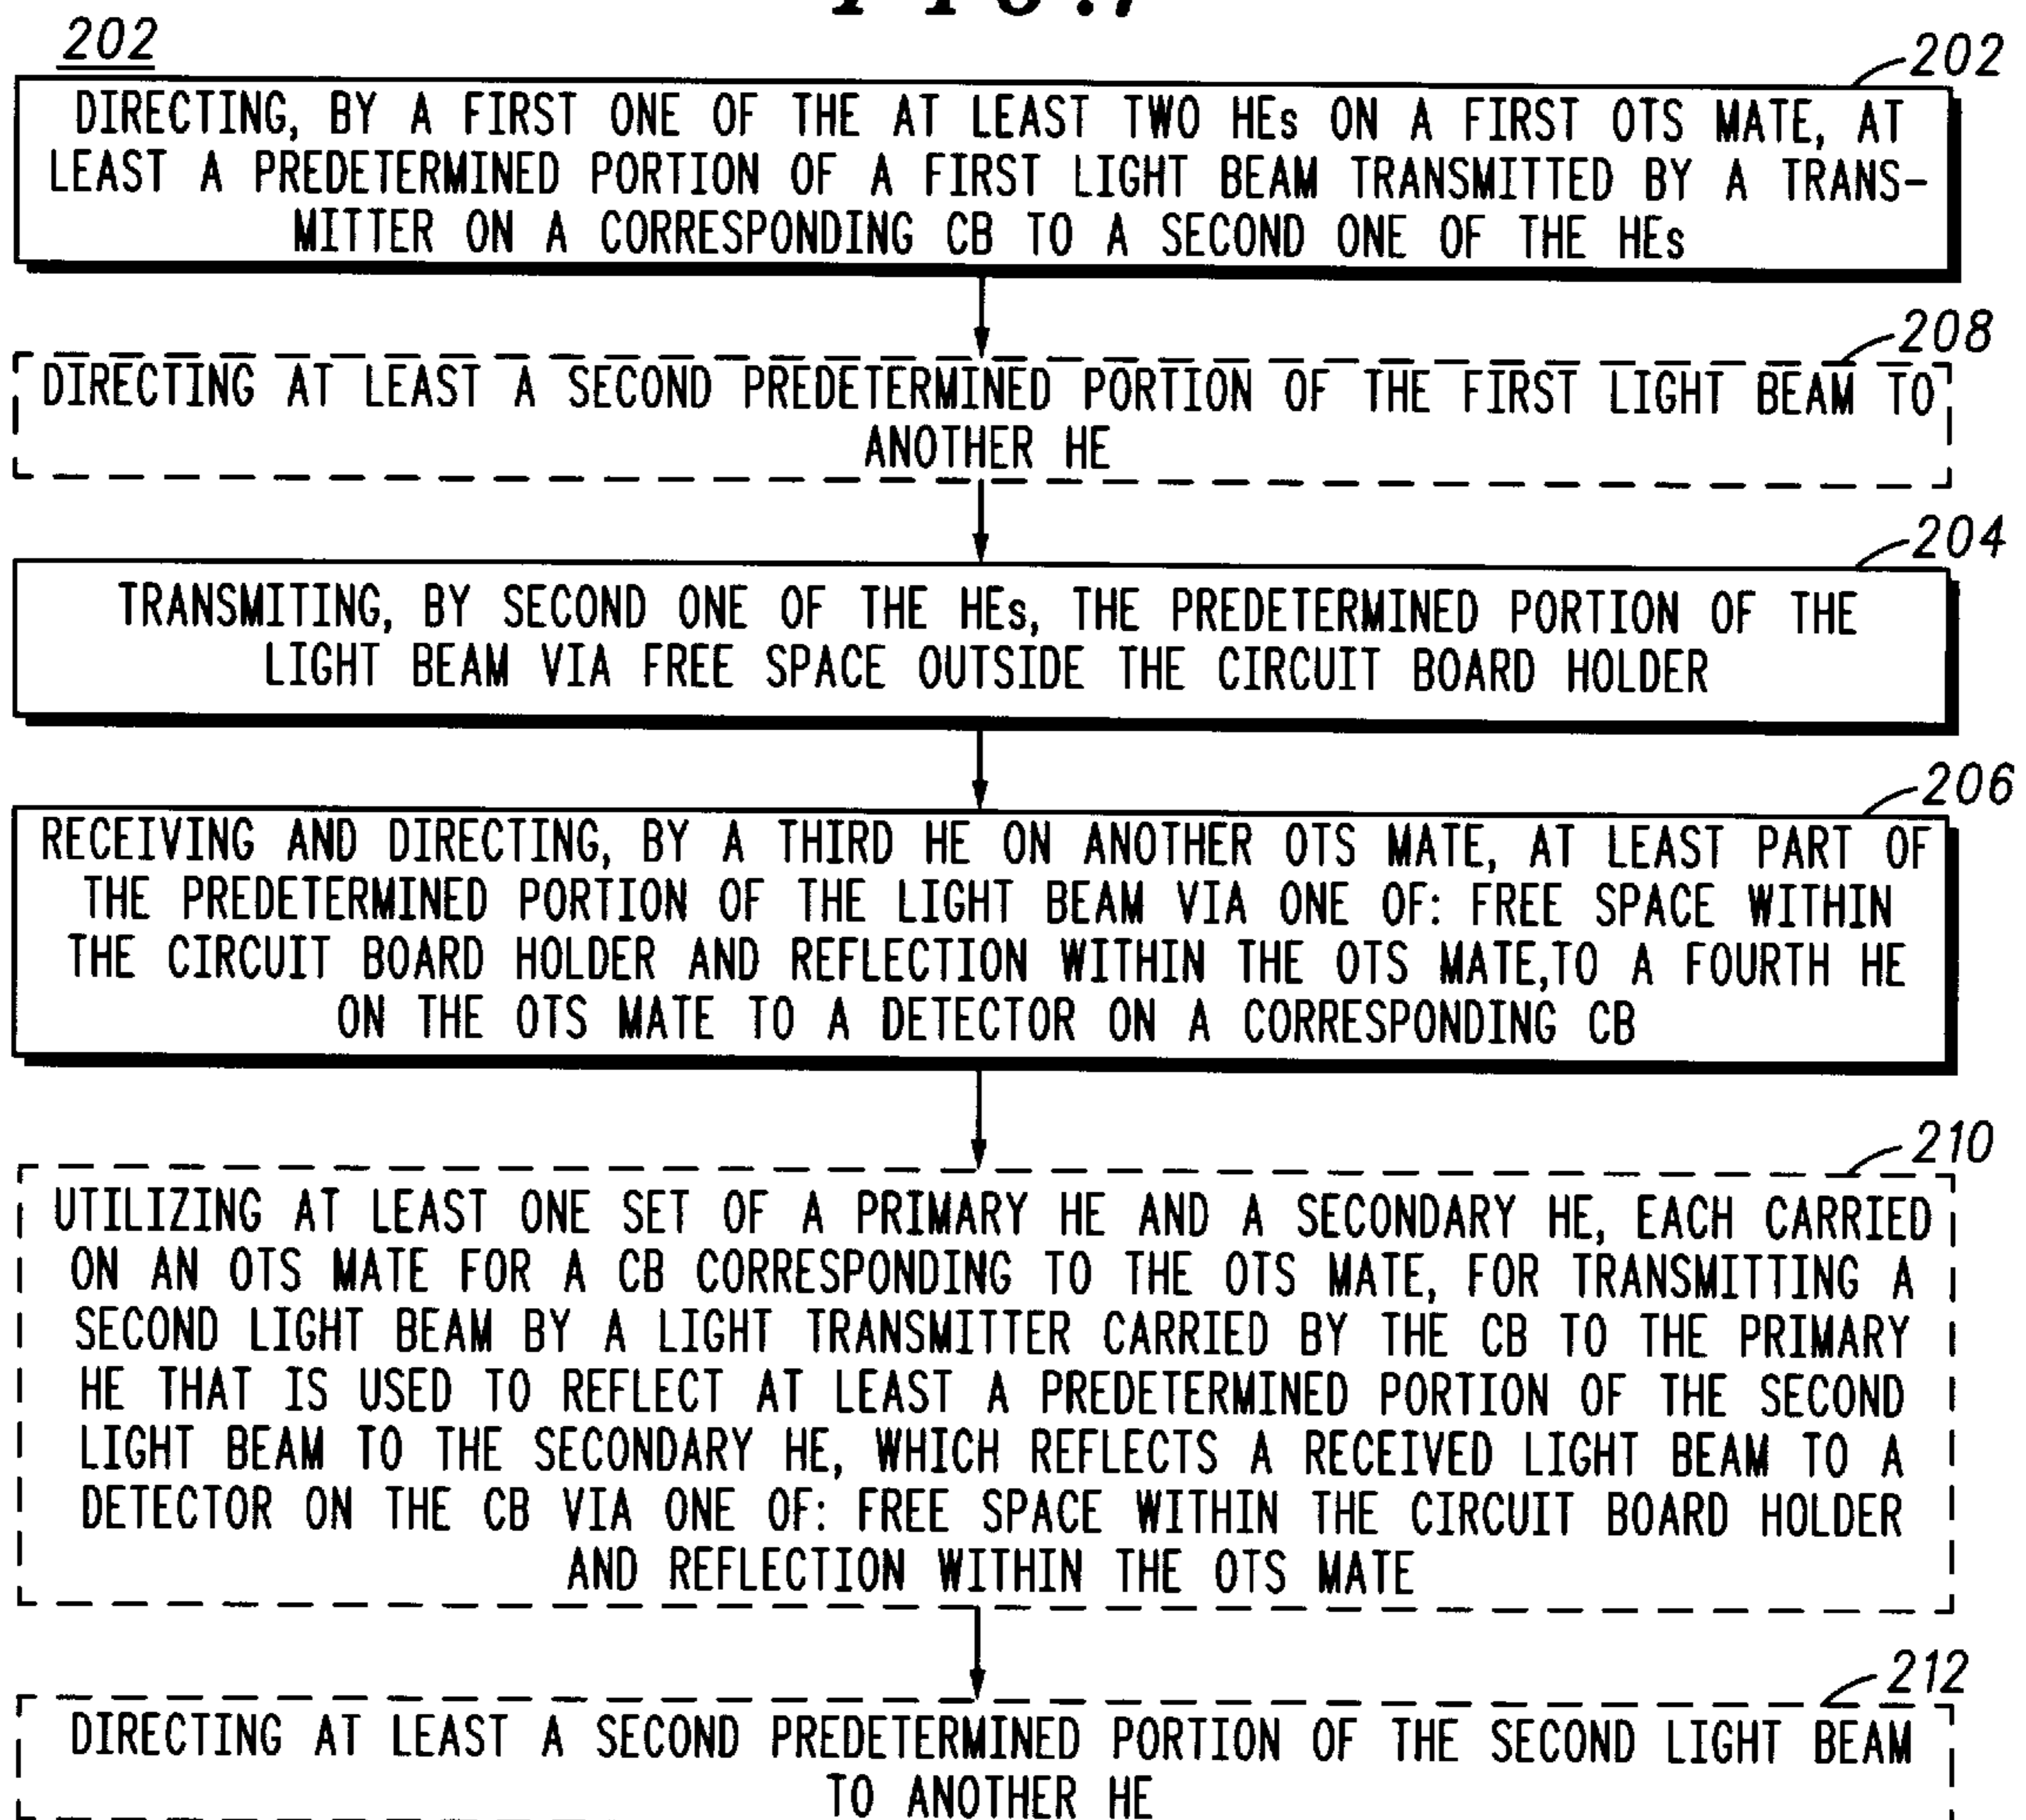 202
202
DIRECTING, BY A FIRST ONE OF THE AT LEAST TWO HEs ON A FIRST OTS MATE, AT
LEAST A PREDETERMINED PORTION OF A FIRST LIGHT BEAM TRANSMITTED BY A TRANS-
MITTER ON A CORRESPONDING CB TO A SECOND ONE OF THE HEs
208
DIRECTING AT LEAST A SECOND PREDETERMINED PORTION OF THE FIRST LIGHT BEAM TO
ANOTHER HE
204
TRANSMITING, BY SECOND ONE OF THE HEs, THE PREDETERMINED PORTION OF THE
LIGHT BEAM VIA FREE SPACE OUTSIDE THE CIRCUIT BOARD HOLDER
206
RECEIVING AND DIRECTING, BY A THIRD HE ON ANOTHER OTS MATE, AT LEAST PART OF
THE PREDETERMINED PORTION OF THE LIGHT BEAM VIA ONE OF: FREE SPACE WITHIN
THE CIRCUIT BOARD HOLDER AND REFLECTION WITHIN THE OTS MATE,TO A FOURTH HE
ON THE OTS MATE TO A DETECTOR ON A CORRESPONDING CB
210
UTILIZING AT LEAST ONE SET OF A PRIMARY HE AND A SECONDARY HE, EACH CARRIED
ON AN OTS MATE FOR A CB CORRESPONDING TO THE OTS MATE, FOR TRANSMITTING A
SECOND LIGHT BEAM BY A LIGHT TRANSMITTER CARRIED BY THE CB TO THE PRIMARY
HE THAT IS USED TO REFLECT AT LEAST A PREDETERMINED PORTION OF THE SECOND
LIGHT BEAM TO THE SECONDARY HE, WHICH REFLECTS A RECEIVED LIGHT BEAM TO A
DETECTOR ON THE CB VIA ONE OF: FREE SPACE WITHIN THE CIRCUIT BOARD HOLDER
AND REFLECTION WITHIN THE OTS MATE
212
DIRECTING AT LEAST A SECOND PREDETERMINED PORTION OF THE SECOND LIGHT BEAM
TO ANOTHER HE